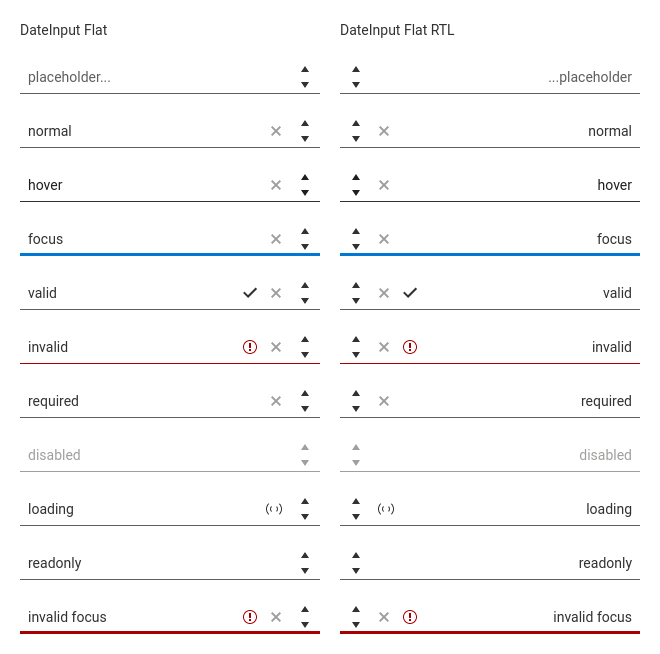 DateInput Flat
placeholder...
normal
hover
focus
valid
invalid
required
disabled
loading
readonly
invalid focus
DateInput Flat RTL
...placeholder
normal
hover
focus
valid
invalid
required
disabled
loading
readonly
invalid focus